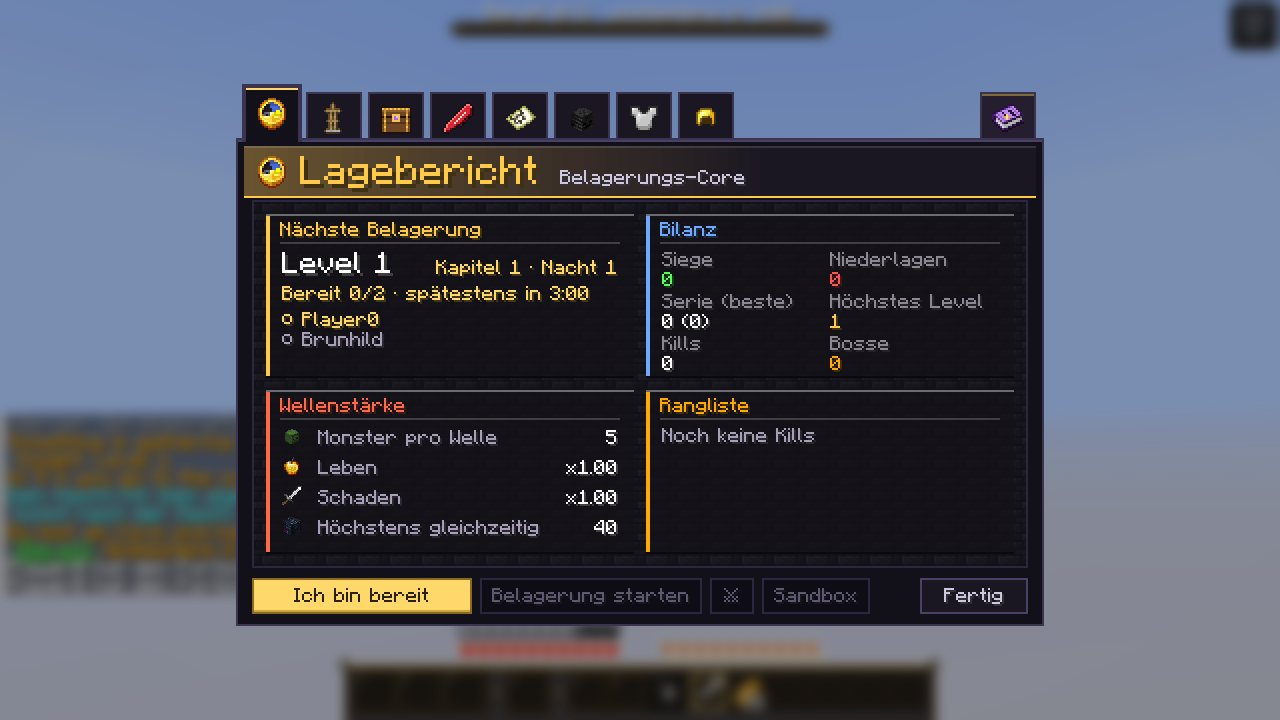 Lagebericht Belagerungs-Core
Nächste Belagerung
Level 1 Kapitel 1 · Nacht 1
Bereit 0/2 · spätestens in 3:00
Player0
Brunhild
Bilanz
Siege Niederlagen
0 0
Serie (beste) Höchstes Level
0 (0) 1
Kills Bosse
0 0
Wellenstärke
Monster pro Welle 5
Leben x1.00
Schaden x1.00
Höchstens gleichzeitig 40
Rangliste
Noch keine Kills
Ich bin bereit Belagerung starten Sandbox Fertig